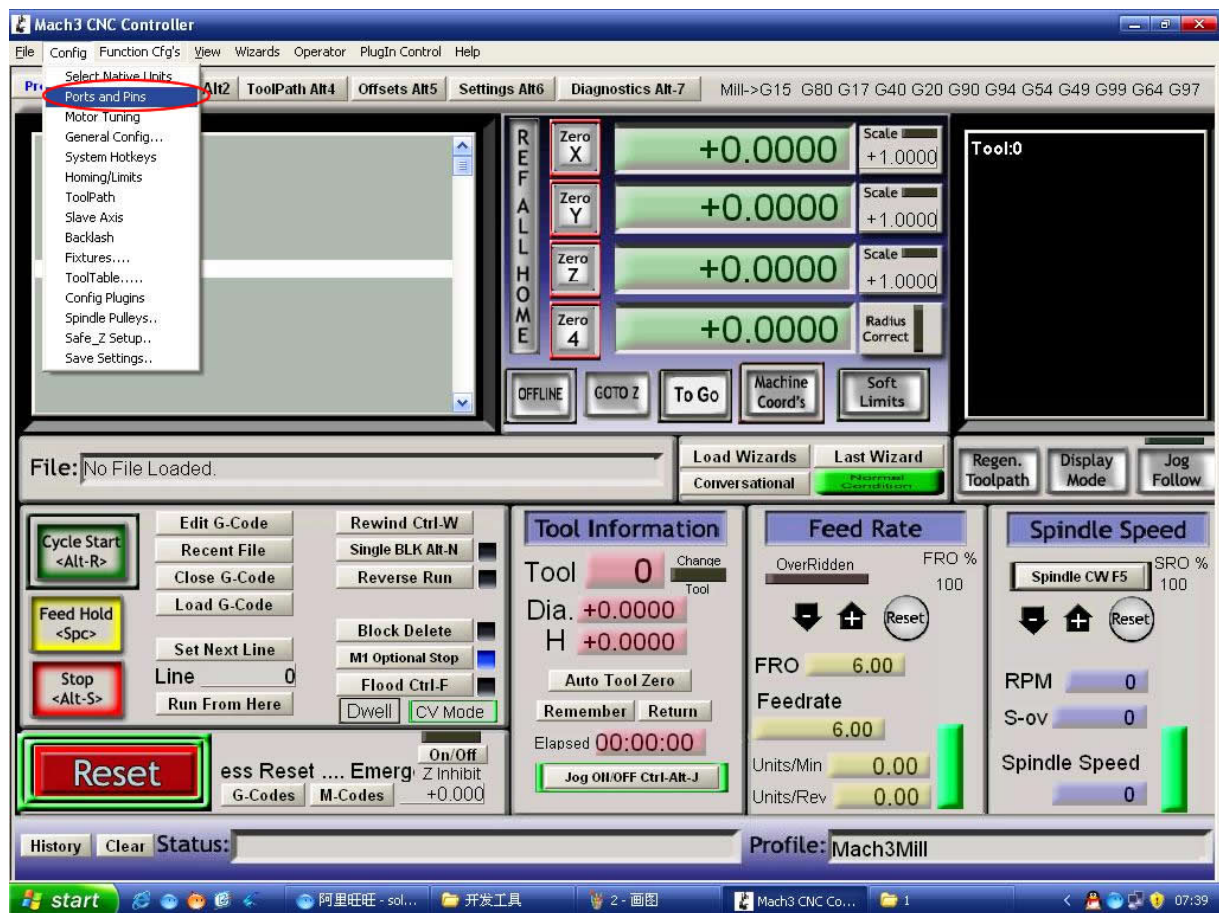 Mach3 CNC Controller
File Config Function Cfg's View Wizards Operator PlugIn Control Help
Select Native Units
Ports and Pins
Motor Tuning
General Config...
System Hotkeys
Homing/Limits
ToolPath
Slave Axis
Backlash
Fixtures....
ToolTable.....
Config Plugins
Spindle Pulleys..
Safe_Z Setup..
Save Settings..
Alt2 ToolPath Alt4 Offsets Alt5 Settings Alt6 Diagnostics Alt-7 Mill->G15 G80 G17 G40 G20 G90 G94 G54 G49 G99 G64 G97
REF ALL HOME
Zero X +0.0000 Scale +1.0000
Zero Y +0.0000 Scale +1.0000
Zero Z +0.0000 Scale +1.0000
Zero 4 +0.0000 Radius Correct
OFFLINE GOTO Z To Go Machine Coord's Soft Limits
Tool:0
File: No File Loaded.
Load Wizards Last Wizard
Conversational Normal Condition
Regen. Toolpath Display Mode Jog Follow
Cycle Start <Alt-R>
Feed Hold <Spc>
Stop <Alt-S>
Edit G-Code
Recent File
Close G-Code
Load G-Code
Set Next Line
Line 0
Run From Here
Rewind Ctrl-W
Single BLK Alt-N
Reverse Run
Block Delete
M1 Optional Stop
Flood Ctrl-F
Dwell CV Mode
Reset
ess Reset .... Emerg
G-Codes M-Codes
On/Off
Z Inhibit
+0.000
Tool Information
Tool 0 Change Tool
Dia. +0.0000
H +0.0000
Auto Tool Zero
Remember Return
Elapsed 00:00:00
Jog ON/OFF Ctrl-Alt-J
Feed Rate
OverRidden FRO %
100
Reset
FRO 6.00
Feedrate
6.00
Units/Min 0.00
Units/Rev 0.00
Spindle Speed
Spindle CW F5 SRO %
100
Reset
RPM 0
S-ov 0
Spindle Speed
0
History Clear Status:
Profile: Mach3Mill
start 阿里旺旺 - sol... 开发工具 2 - 画图 Mach3 CNC Co... 1 07:39